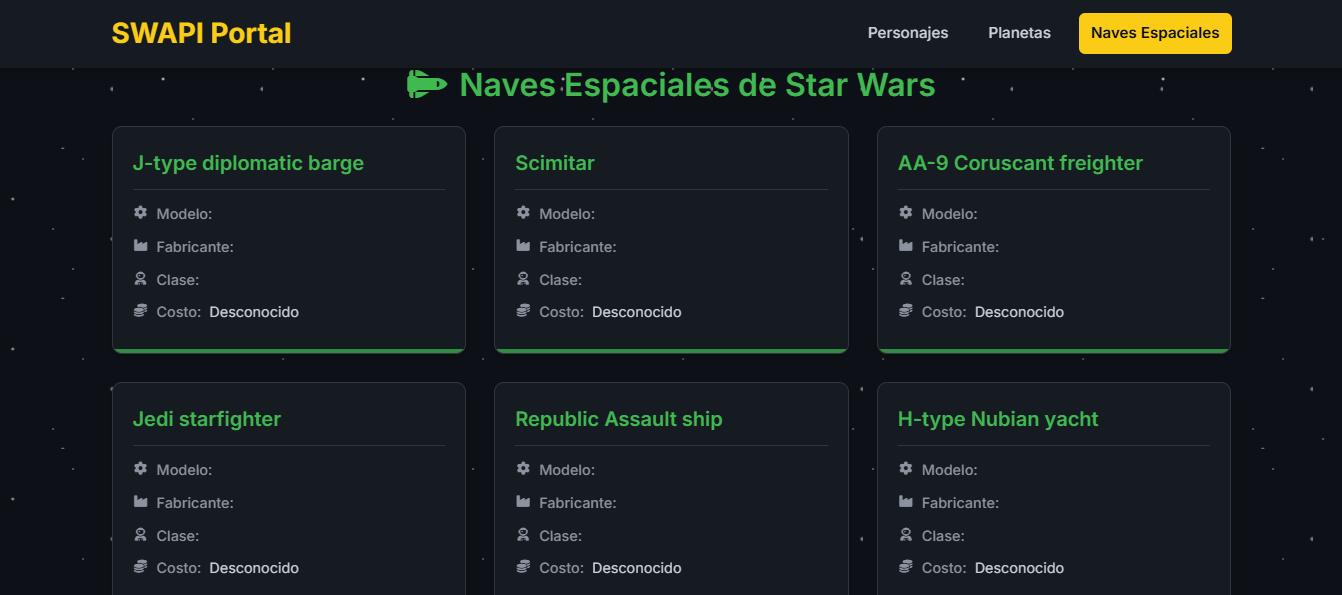 SWAPI Portal
Personajes
Planetas
Naves Espaciales
Naves Espaciales de Star Wars
J-type diplomatic barge
Modelo:
Fabricante:
Clase:
Costo: Desconocido
Scimitar
Modelo:
Fabricante:
Clase:
Costo: Desconocido
AA-9 Coruscant freighter
Modelo:
Fabricante:
Clase:
Costo: Desconocido
Jedi starfighter
Modelo:
Fabricante:
Clase:
Costo: Desconocido
Republic Assault ship
Modelo:
Fabricante:
Clase:
Costo: Desconocido
H-type Nubian yacht
Modelo:
Fabricante:
Clase:
Costo: Desconocido